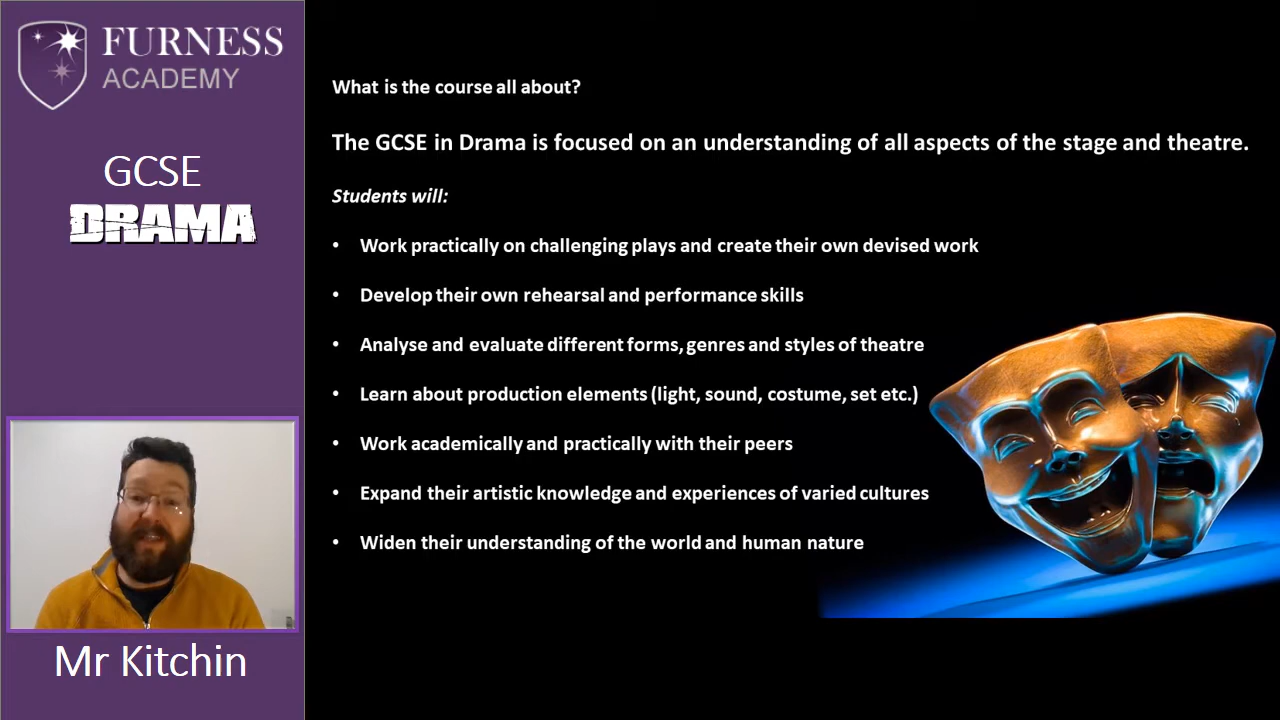 FURNESS
ACADEMY
GCSE
DRAMA
Mr Kitchin
What is the course all about?
The GCSE in Drama is focused on an understanding of all aspects of the stage and theatre.
Students will:
• Work practically on challenging plays and create their own devised work
• Develop their own rehearsal and performance skills
• Analyse and evaluate different forms, genres and styles of theatre
• Learn about production elements (light, sound, costume, set etc.)
• Work academically and practically with their peers
• Expand their artistic knowledge and experiences of varied cultures
• Widen their understanding of the world and human nature